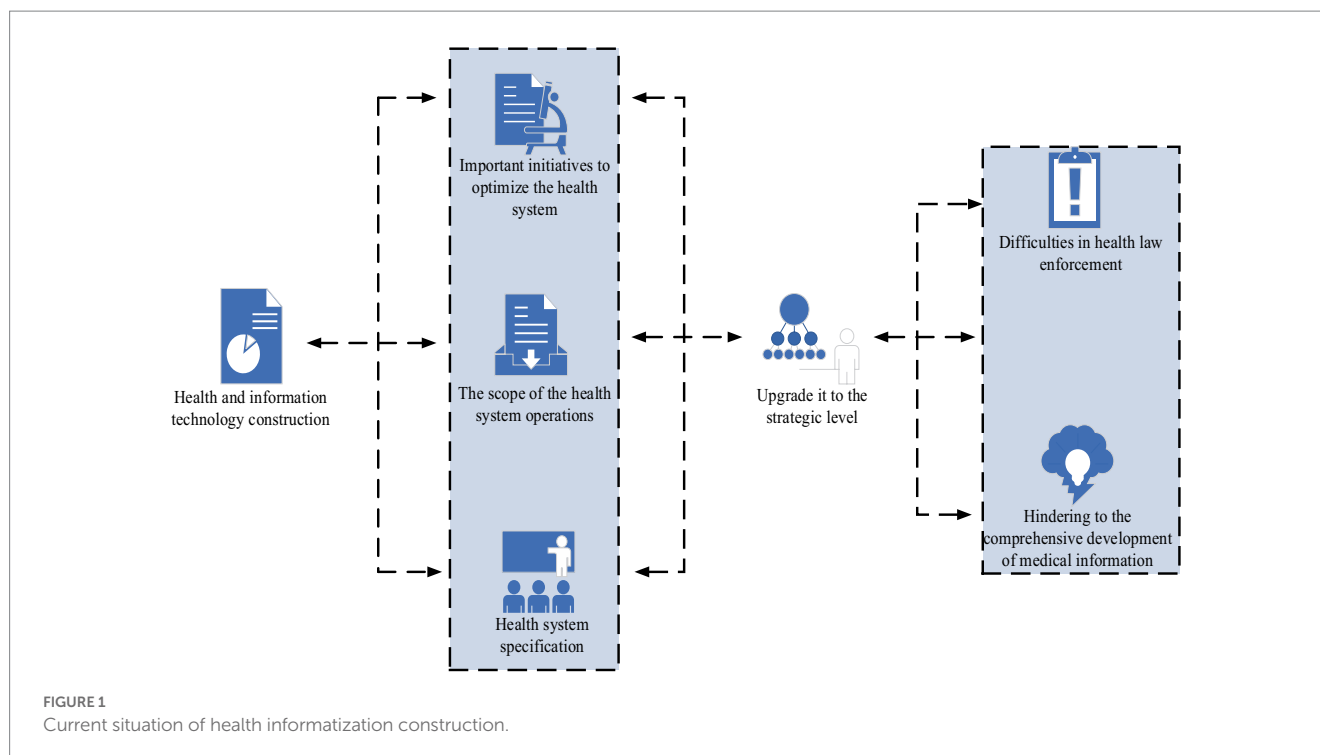 Important initiatives to
optimize the health
system
Health and information
technology construction
The scope of the health
system operations
Health system
specification
Upgrade it to the
strategic level
Difficulties in health law
enforcement
Hindering to the
comprehensive development
of medical information
FIGURE 1
Current situation of health informatization construction.